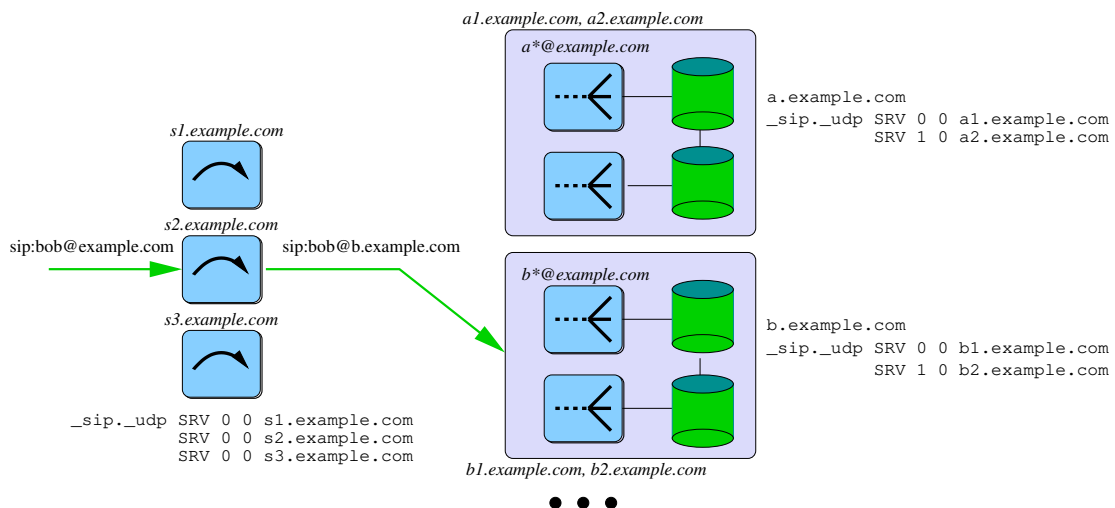 a1.example.com, a2.example.com
a*@example.com
a.example.com
_sip._udp SRV 0 0 a1.example.com
SRV 1 0 a2.example.com
s1.example.com
s2.example.com
sip:bob@example.com
sip:bob@b.example.com
s3.example.com
_sip._udp SRV 0 0 s1.example.com
SRV 0 0 s2.example.com
SRV 0 0 s3.example.com
b*@example.com
b.example.com
_sip._udp SRV 0 0 b1.example.com
SRV 1 0 b2.example.com
b1.example.com, b2.example.com